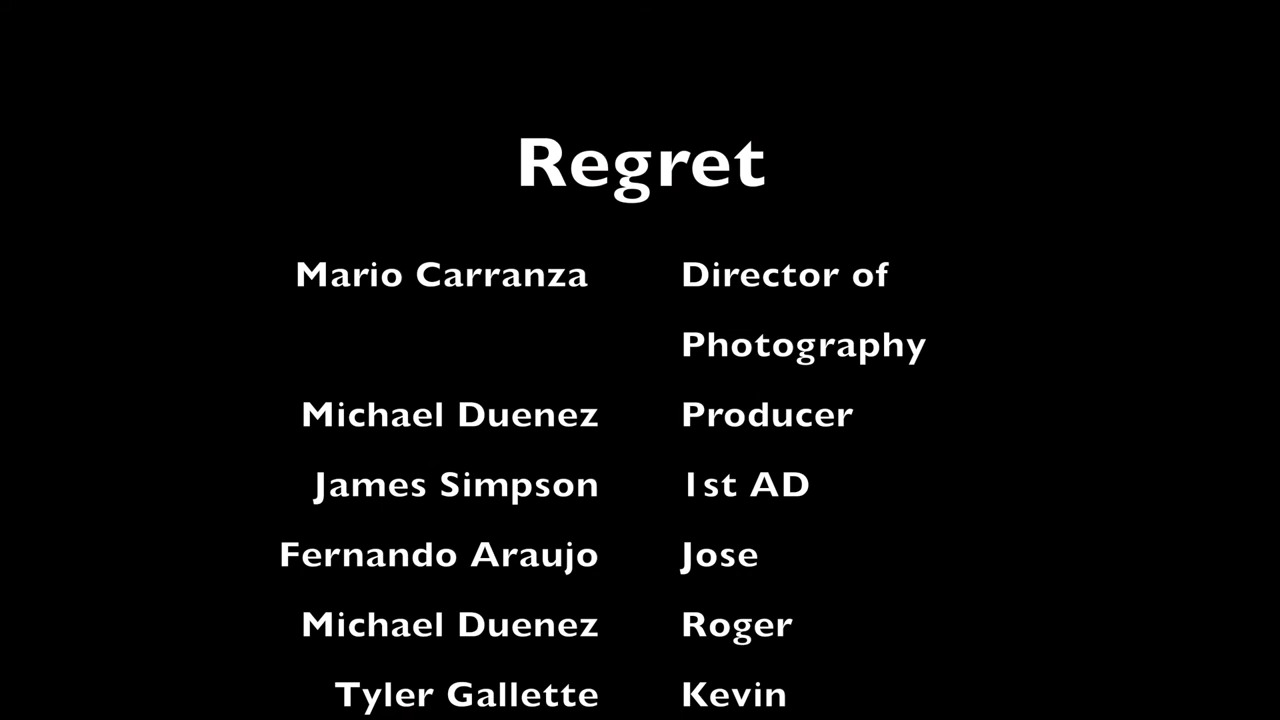 Regret
Mario Carranza Director of
Photography
Michael Duenez Producer
James Simpson 1st AD
Fernando Araujo Jose
Michael Duenez Roger
Tyler Gallette Kevin